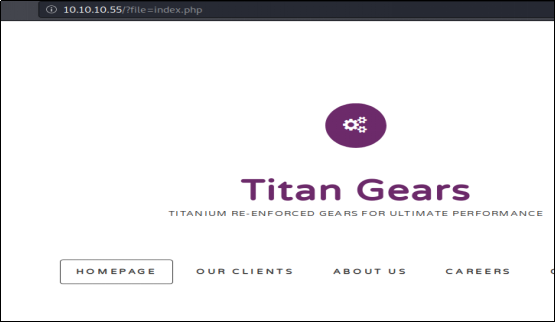 10.10.10.55/?file=index.php
Titan Gears
TITANIUM RE-ENFORCED GEARS FOR ULTIMATE PERFORMANCE
HOMEPAGE OUR CLIENTS ABOUT US CAREERS